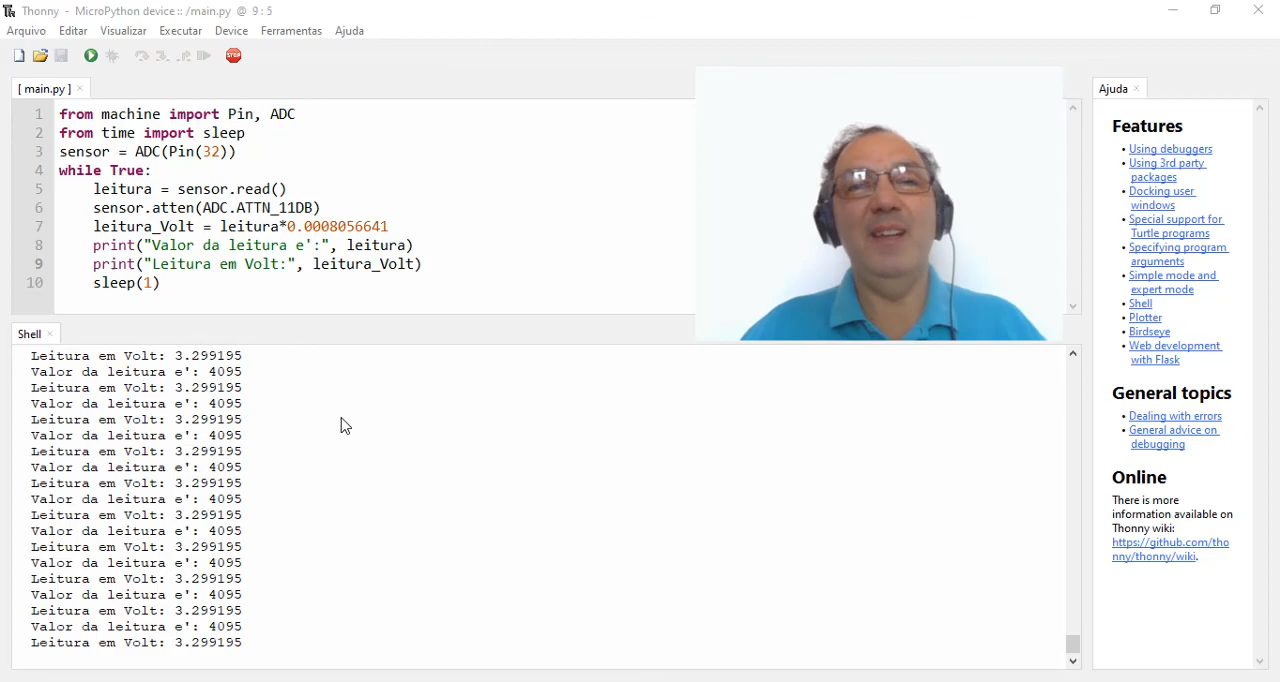 Thonny - MicroPython device :: /main.py @ 9 : 5
Arquivo Editar Visualizar Executar Device Ferramentas Ajuda
STOP
[ main.py ] ×
1 from machine import Pin, ADC
2 from time import sleep
3 sensor = ADC(Pin(32))
4 while True:
5 leitura = sensor.read()
6 sensor.atten(ADC.ATTN_11DB)
7 leitura_Volt = leitura*0.0008056641
8 print("Valor da leitura e':", leitura)
9 print("Leitura em Volt:", leitura_Volt)
10 sleep(1)
Shell ×
Leitura em Volt: 3.299195
Valor da leitura e': 4095
Leitura em Volt: 3.299195
Valor da leitura e': 4095
Leitura em Volt: 3.299195
Valor da leitura e': 4095
Leitura em Volt: 3.299195
Valor da leitura e': 4095
Leitura em Volt: 3.299195
Valor da leitura e': 4095
Leitura em Volt: 3.299195
Valor da leitura e': 4095
Leitura em Volt: 3.299195
Valor da leitura e': 4095
Leitura em Volt: 3.299195
Valor da leitura e': 4095
Leitura em Volt: 3.299195
Valor da leitura e': 4095
Leitura em Volt: 3.299195
Ajuda ×
Features
• Using debuggers
• Using 3rd party
packages
• Docking user
windows
• Special support for
Turtle programs
• Specifying program
arguments
• Simple mode and
expert mode
• Shell
• Plotter
• Birdseye
• Web development
with Flask
General topics
• Dealing with errors
• General advice on
debugging
Online
There is more
information available on
Thonny wiki:
https://github.com/tho
nny/thonny/wiki.